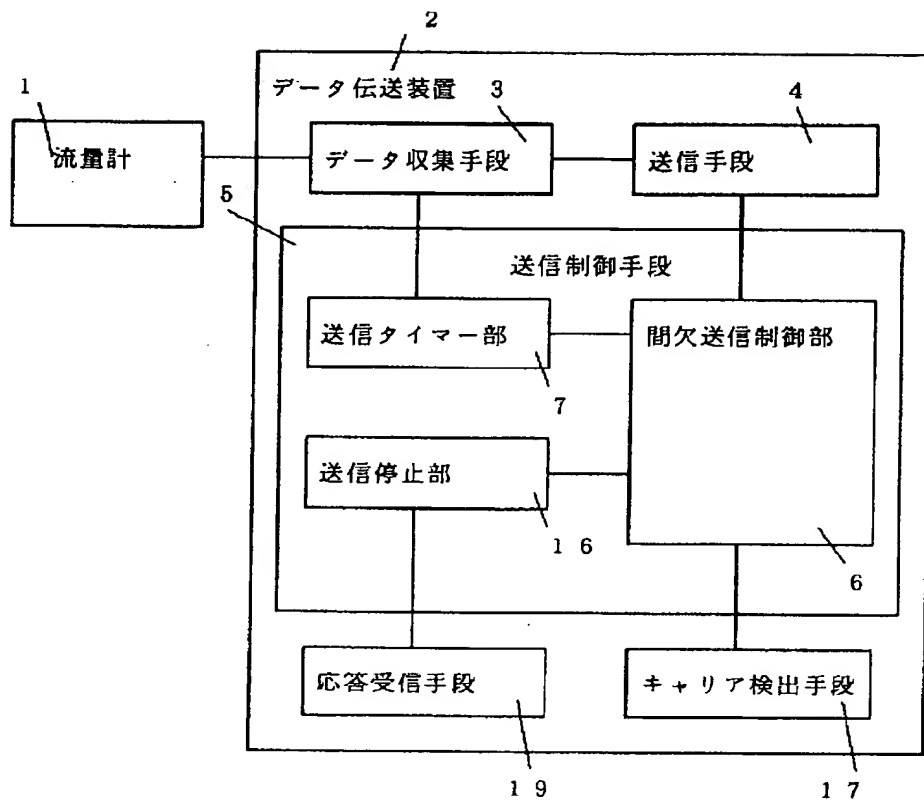 2
データ伝送装置
1
3
4
流量計
データ収集手段
送信手段
5
送信制御手段
送信タイマー部
間欠送信制御部
7
送信停止部
16
6
応答受信手段
キャリア検出手段
19
17